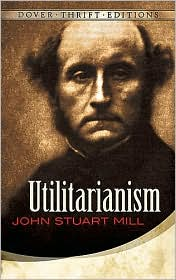 DOVER · THRIFT · EDITIONS
Utilitarianism
JOHN STUART MILL